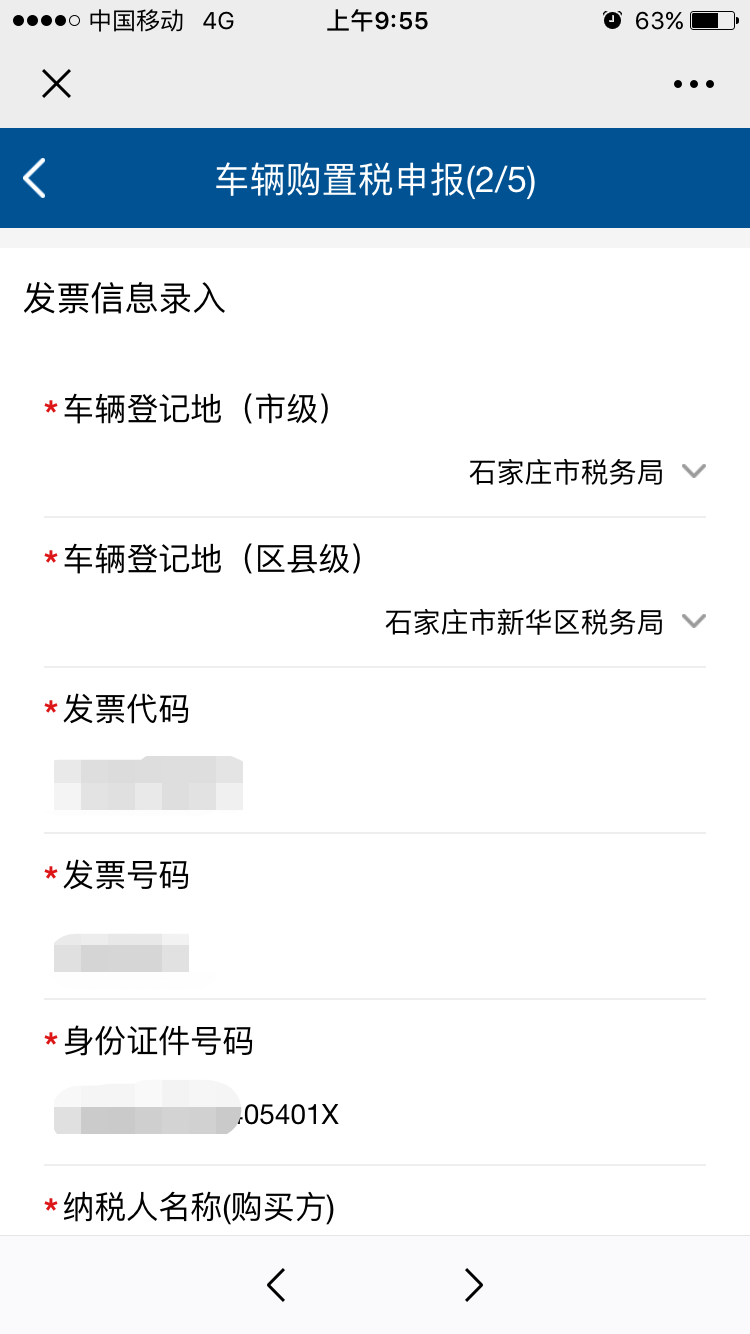 中国移动 4G 上午9:55 63%
车辆购置税申报(2/5)
发票信息录入
*车辆登记地（市级）
石家庄市税务局
*车辆登记地（区县级）
石家庄市新华区税务局
*发票代码
*发票号码
*身份证件号码
05401X
*纳税人名称(购买方)